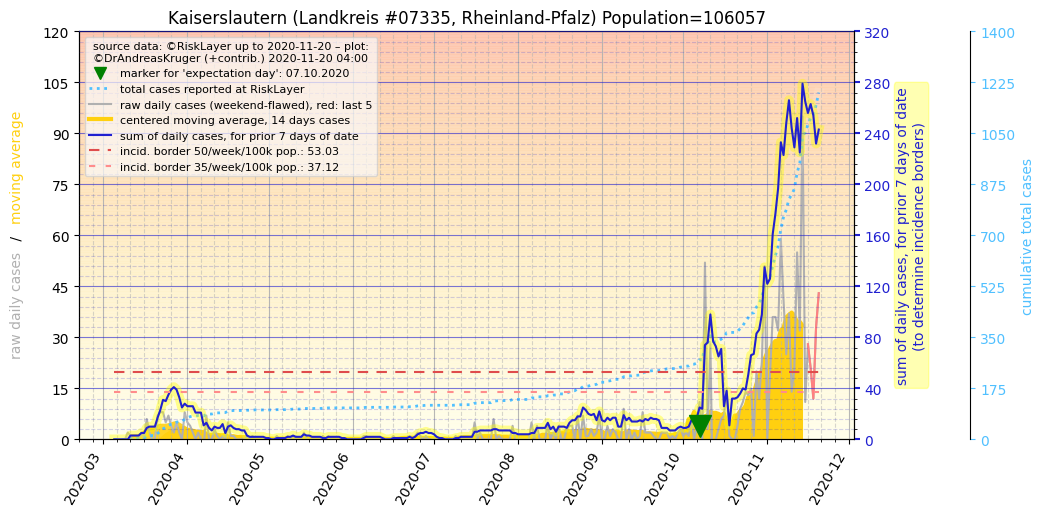 Kaiserslautern (Landkreis #07335, Rheinland-Pfalz) Population=106057
source data: ©RiskLayer up to 2020-11-20 – plot:
©DrAndreasKruger (+contrib.) 2020-11-20 04:00
marker for 'expectation day': 07.10.2020
total cases reported at RiskLayer
raw daily cases (weekend-flawed), red: last 5
centered moving average, 14 days cases
sum of daily cases, for prior 7 days of date
incid. border 50/week/100k pop.: 53.03
incid. border 35/week/100k pop.: 37.12
raw daily cases / moving average
120
105
90
75
60
45
30
15
0
2020-03
2020-04
2020-05
2020-06
2020-07
2020-08
2020-09
2020-10
2020-11
2020-12
320
280
240
200
160
120
80
40
0
sum of daily cases, for prior 7 days of date
(to determine incidence borders)
1400
1225
1050
875
700
525
350
175
0
cumulative total cases